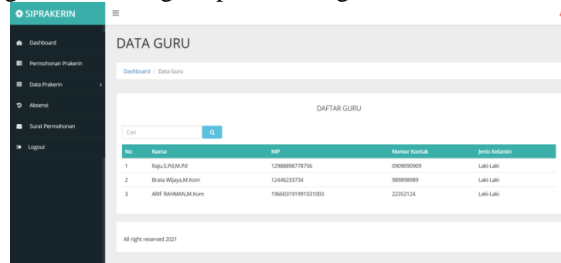 SIPRAKERIN
Dashboard
Permohonan Prakerin
Data Prakerin
Absensi
Surat Permohonan
Logout
DATA GURU
Dashboard / Data Guru
DAFTAR GURU
Cari
No Nama NIP Nomor Kontak Jenis Kelamin
1 Raju,S.Pd,M.Pd 12988898778756 0909090909 Laki-Laki
2 Brata Wijaya,M.Kom 12446233734 989898989 Laki-Laki
3 ARIF RAHMAN,M.Kom 196603101991031003 22352124 Laki-Laki
All right reserved 2021